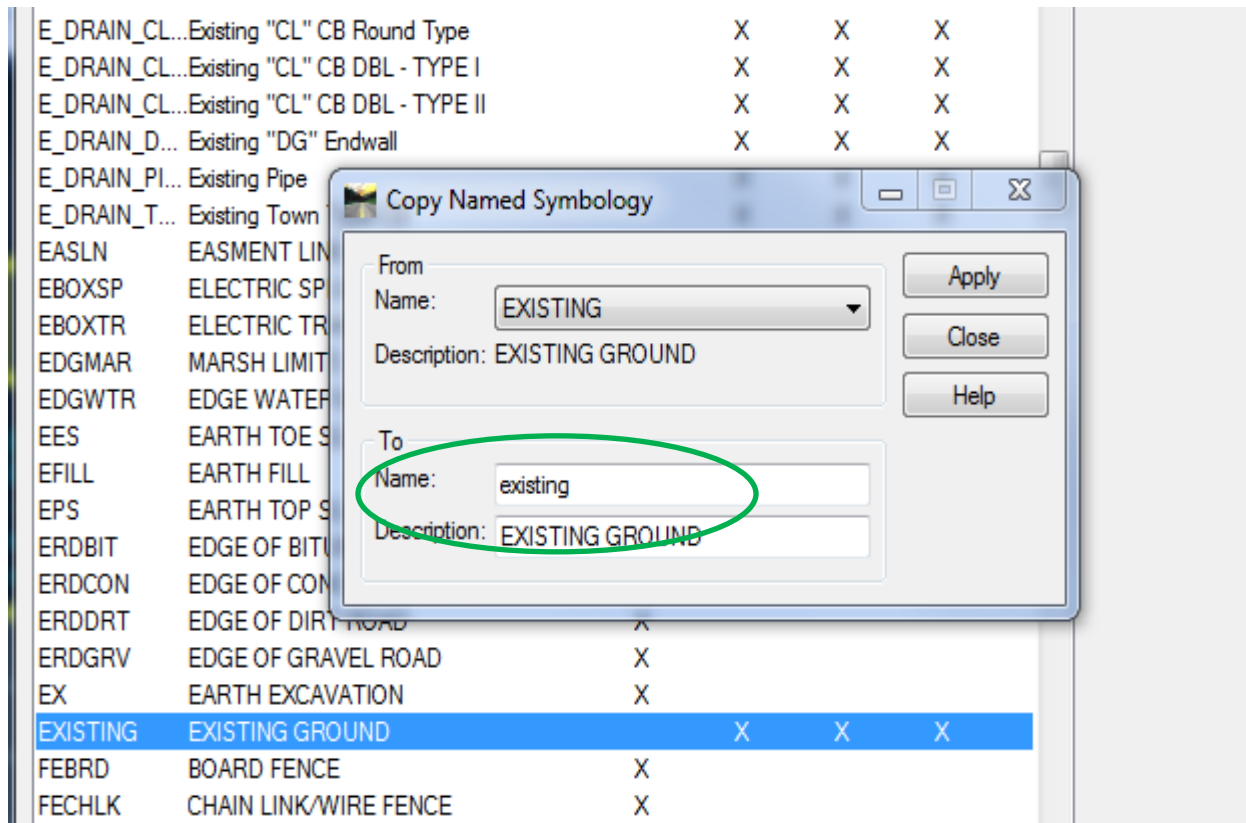 E_DRAIN_CL...Existing "CL" CB Round Type X X X
E_DRAIN_CL...Existing "CL" CB DBL - TYPE I X X X
E_DRAIN_CL...Existing "CL" CB DBL - TYPE II X X X
E_DRAIN_D... Existing "DG" Endwall X X X
E_DRAIN_PI... Existing Pipe
E_DRAIN_T... Existing Town
Copy Named Symbology
EASLN EASMENT LIN
From
Apply
EBOXSP ELECTRIC SP
Name: EXISTING
EBOXTR ELECTRIC TR
Close
EDGMAR MARSH LIMIT
Description: EXISTING GROUND
EDGWTR EDGE WATER
Help
EES EARTH TOE S
To
EFILL EARTH FILL
Name: existing
EPS EARTH TOP S
Description: EXISTING GROUND
ERDBIT EDGE OF BITU
ERDCON EDGE OF CON
ERDDRT EDGE OF DIRT ROAD X
ERDGRV EDGE OF GRAVEL ROAD X
EX EARTH EXCAVATION X
EXISTING EXISTING GROUND X X X
FEBRD BOARD FENCE X
FECHLK CHAIN LINK/WIRE FENCE X